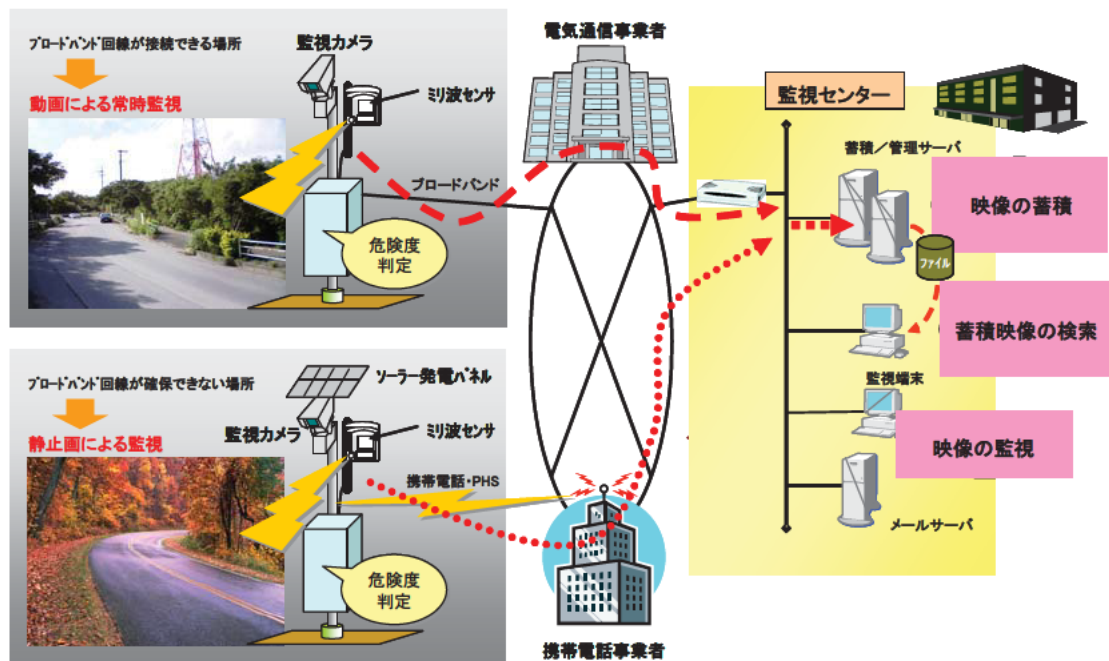 ブロードバンド回線が接続できる場所
動画による常時監視
監視カメラ
ミリ波センサ
ブロードバンド
危険度
判定
ブロードバンド回線が確保できない場所
静止画による監視
ソーラー発電パネル
監視カメラ
ミリ波センサ
携帯電話・PHS
危険度
判定
電気通信事業者
携帯電話事業者
監視センター
蓄積／管理サーバ
映像の蓄積
ファイル
蓄積映像の検索
監視端末
映像の監視
メールサーバ